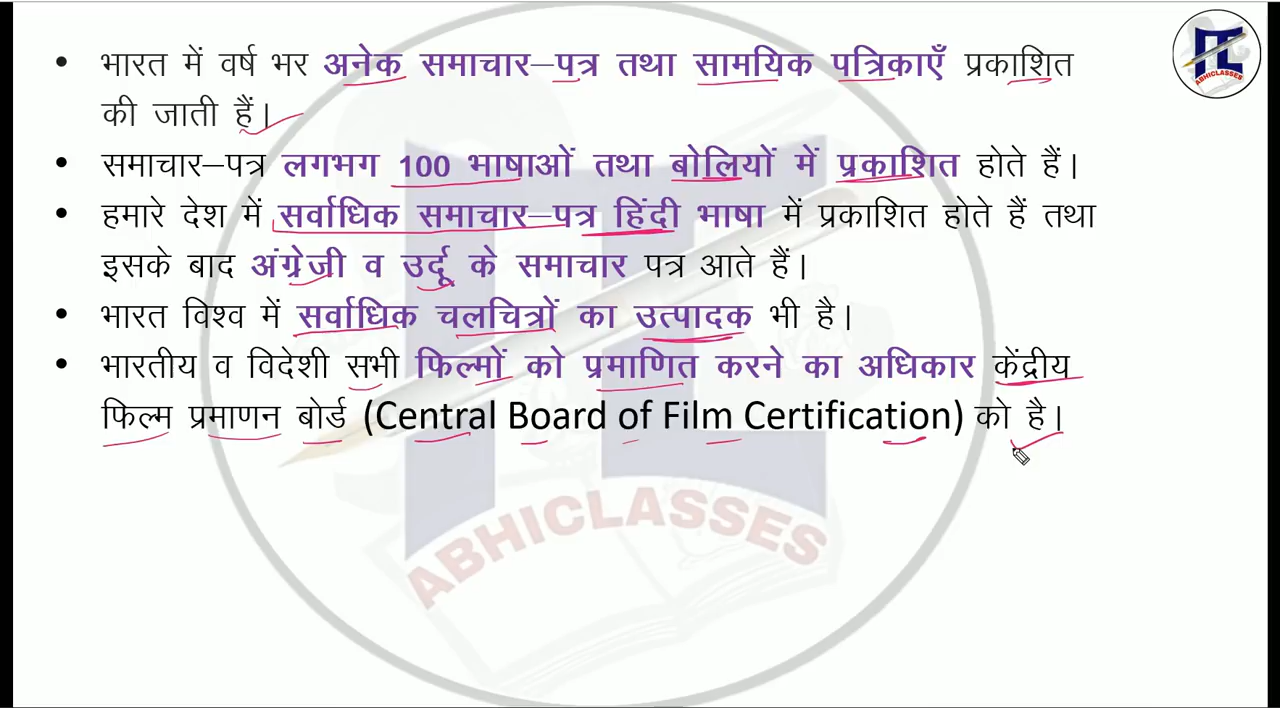 • भारत में वर्ष भर अनेक समाचार–पत्र तथा सामयिक पत्रिकाएँ प्रकाशित
की जाती हैं।
• समाचार–पत्र लगभग 100 भाषाओं तथा बोलियों में प्रकाशित होते हैं।
• हमारे देश में सर्वाधिक समाचार–पत्र हिंदी भाषा में प्रकाशित होते हैं तथा
इसके बाद अंग्रेजी व उर्दू के समाचार पत्र आते हैं।
• भारत विश्व में सर्वाधिक चलचित्रों का उत्पादक भी है।
• भारतीय व विदेशी सभी फिल्मों को प्रमाणित करने का अधिकार केंद्रीय
फिल्म प्रमाणन बोर्ड (Central Board of Film Certification) को है।
ABHICLASSES
ABHICLASSES